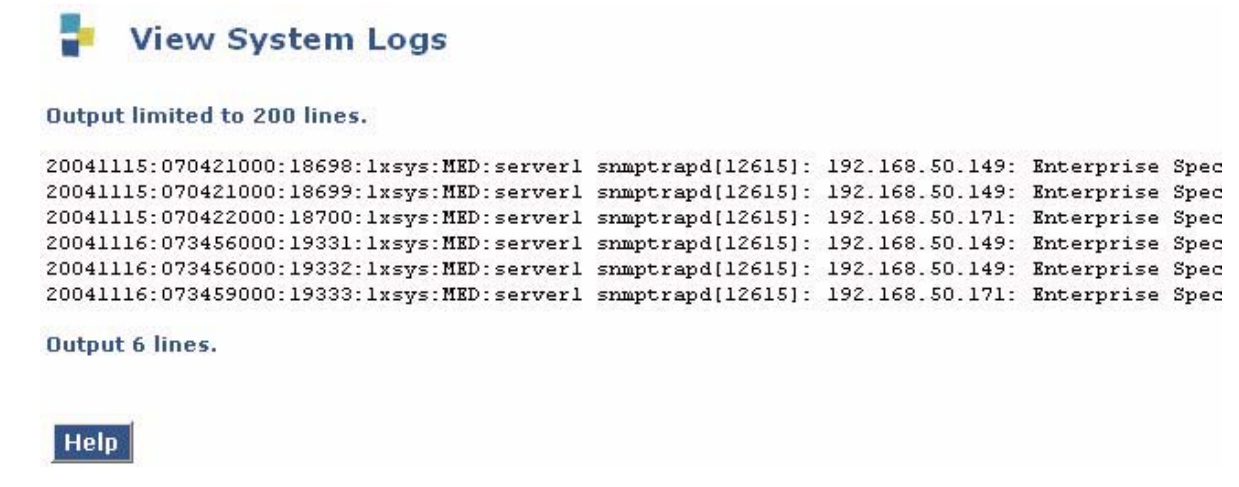 View System Logs
Output limited to 200 lines.
20041115:070421000:18698:lxsys:MED:server1 snmptrapd[12615]: 192.168.50.149: Enterprise Spec
20041115:070421000:18699:lxsys:MED:server1 snmptrapd[12615]: 192.168.50.149: Enterprise Spec
20041115:070422000:18700:lxsys:MED:server1 snmptrapd[12615]: 192.168.50.171: Enterprise Spec
20041116:073456000:19331:lxsys:MED:server1 snmptrapd[12615]: 192.168.50.149: Enterprise Spec
20041116:073456000:19332:lxsys:MED:server1 snmptrapd[12615]: 192.168.50.149: Enterprise Spec
20041116:073459000:19333:lxsys:MED:server1 snmptrapd[12615]: 192.168.50.171: Enterprise Spec
Output 6 lines.
Help